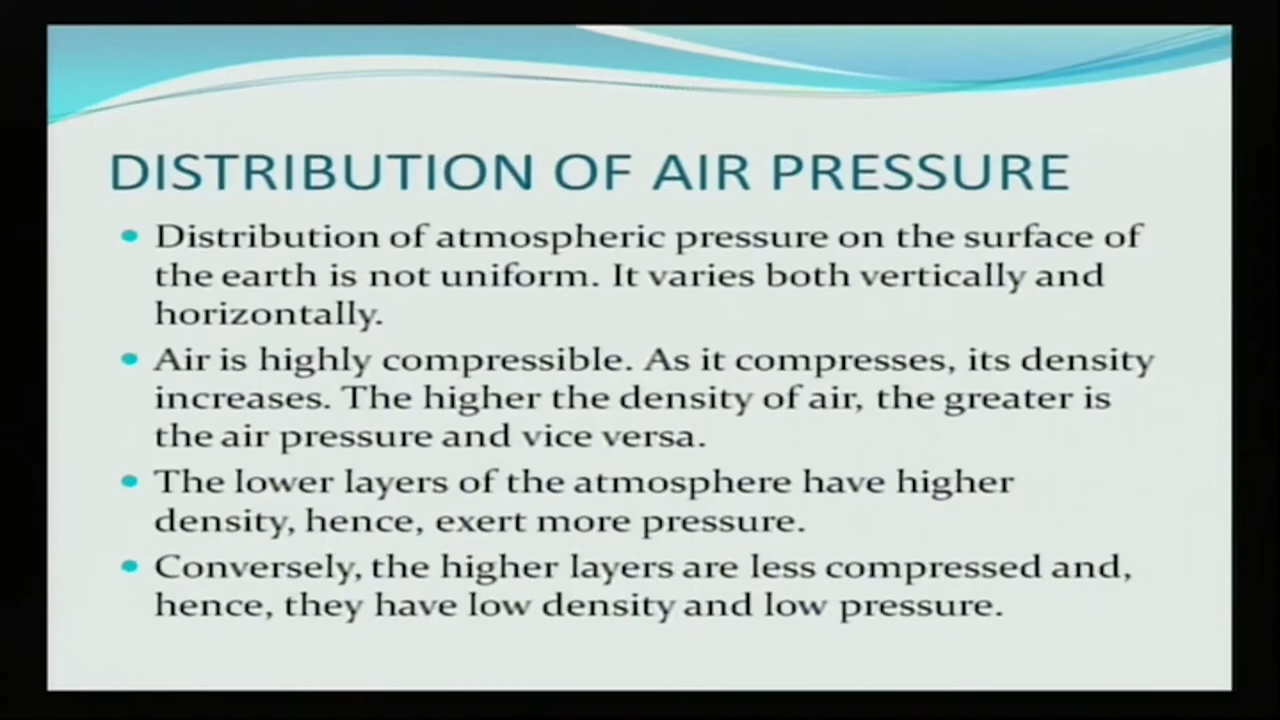 DISTRIBUTION OF AIR PRESSURE
Distribution of atmospheric pressure on the surface of
the earth is not uniform. It varies both vertically and
horizontally.
Air is highly compressible. As it compresses, its density
increases. The higher the density of air, the greater is
the air pressure and vice versa.
The lower layers of the atmosphere have higher
density, hence, exert more pressure.
Conversely, the higher layers are less compressed and,
hence, they have low density and low pressure.